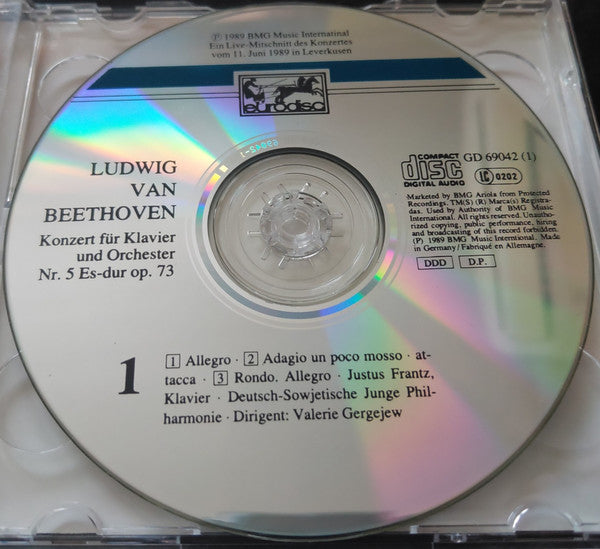 ℗ 1989 BMG Music Internatinal
Ein Live-Mitschnitt des Konzertes
vom 11. Juni 1989 in Leverkusen
eurodisc
LUDWIG
VAN
BEETHOVEN
Konzert für Klavier
und Orchester
Nr. 5 Es-dur op. 73
COMPACT
disc
DIGITAL AUDIO
GD 69042 (1)
LC 0202
Marketed by BMG Ariola from Protected
Recordings. TM(S) (R) Marca(s) Registra-
das. Used by Authority of BMG Music
International. All rights reserved. Unautho-
rized copying, public performance, hiring
and broadcasting of this record forbidden.
℗ 1989 BMG Music International. Made
in Germany / Fabriqué en Allemagne.
DDD D.P.
1
1 Allegro · 2 Adagio un poco mosso · at-
tacca · 3 Rondo. Allegro · Justus Frantz,
Klavier · Deutsch-Sowjetische Junge Phil-
harmonie · Dirigent: Valerie Gergejew